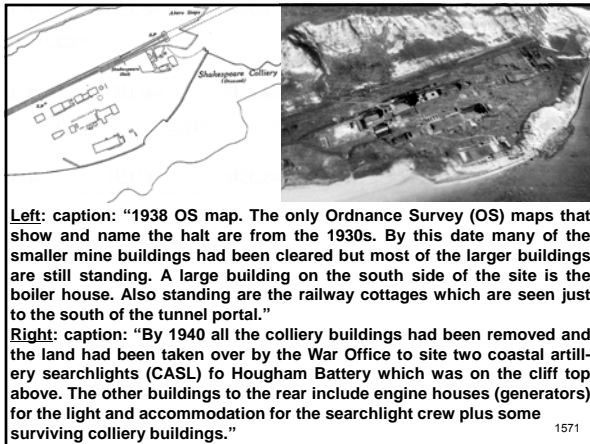 Akers Steps
S.P
Shakespeare
Halt
Shakespeare Colliery
(Disused)
S.P
Left: caption: “1938 OS map. The only Ordnance Survey (OS) maps that
show and name the halt are from the 1930s. By this date many of the
smaller mine buildings had been cleared but most of the larger buildings
are still standing. A large building on the south side of the site is the
boiler house. Also standing are the railway cottages which are seen just
to the south of the tunnel portal.”
Right: caption: “By 1940 all the colliery buildings had been removed and
the land had been taken over by the War Office to site two coastal artill-
ery searchlights (CASL) fo Hougham Battery which was on the cliff top
above. The other buildings to the rear include engine houses (generators)
for the light and accommodation for the searchlight crew plus some
surviving colliery buildings.”
1571